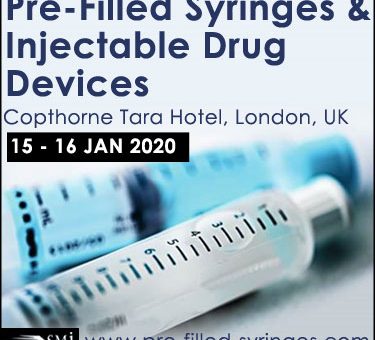 Pre-Filled Syringes &
Injectable Drug
Devices
Copthorne Tara Hotel, London, UK
15 - 16 JAN 2020
SMi www.pre-filled-syringes.com